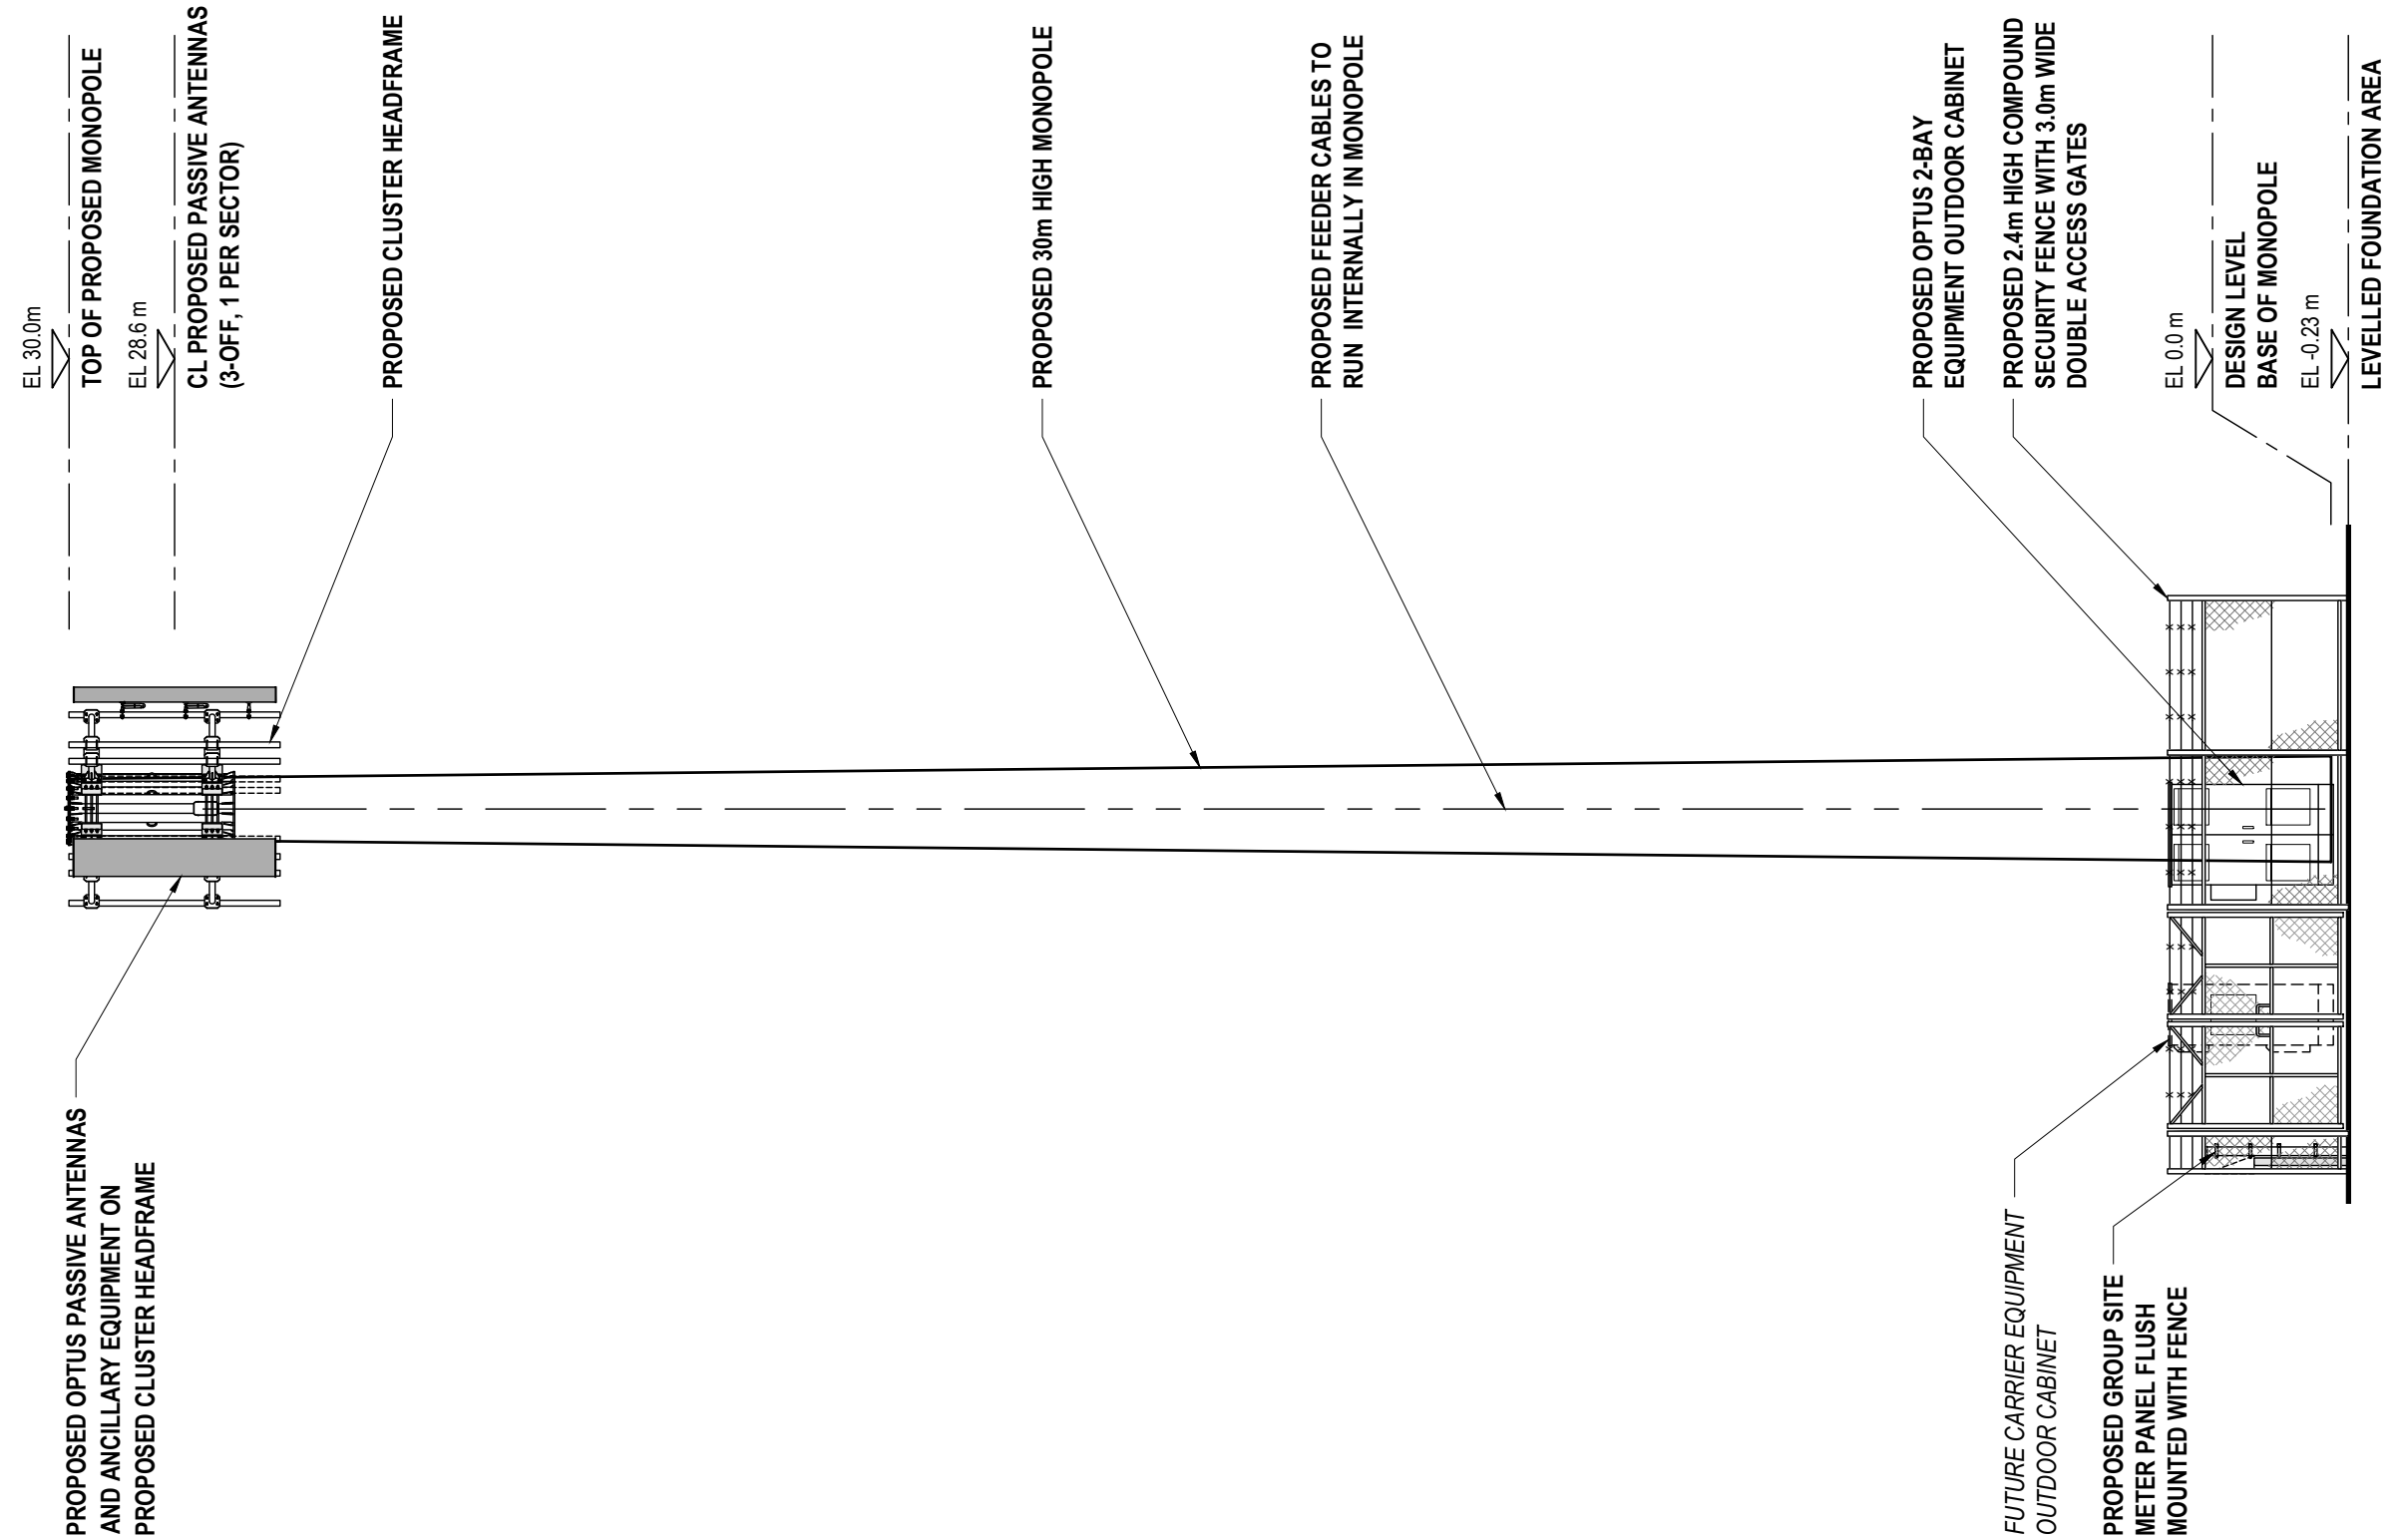 EL 30.0m
TOP OF PROPOSED MONOPOLE
EL 28.6 m
CL PROPOSED PASSIVE ANTENNAS
(3-OFF, 1 PER SECTOR)
PROPOSED CLUSTER HEADFRAME
PROPOSED 30m HIGH MONOPOLE
PROPOSED FEEDER CABLES TO
RUN INTERNALLY IN MONOPOLE
PROPOSED OPTUS 2-BAY
EQUIPMENT OUTDOOR CABINET
PROPOSED 2.4m HIGH COMPOUND
SECURITY FENCE WITH 3.0m WIDE
DOUBLE ACCESS GATES
EL 0.0 m
DESIGN LEVEL
BASE OF MONOPOLE
EL -0.23 m
LEVELLED FOUNDATION AREA
PROPOSED OPTUS PASSIVE ANTENNAS
AND ANCILLARY EQUIPMENT ON
PROPOSED CLUSTER HEADFRAME
FUTURE CARRIER EQUIPMENT
OUTDOOR CABINET
PROPOSED GROUP SITE
METER PANEL FLUSH
MOUNTED WITH FENCE